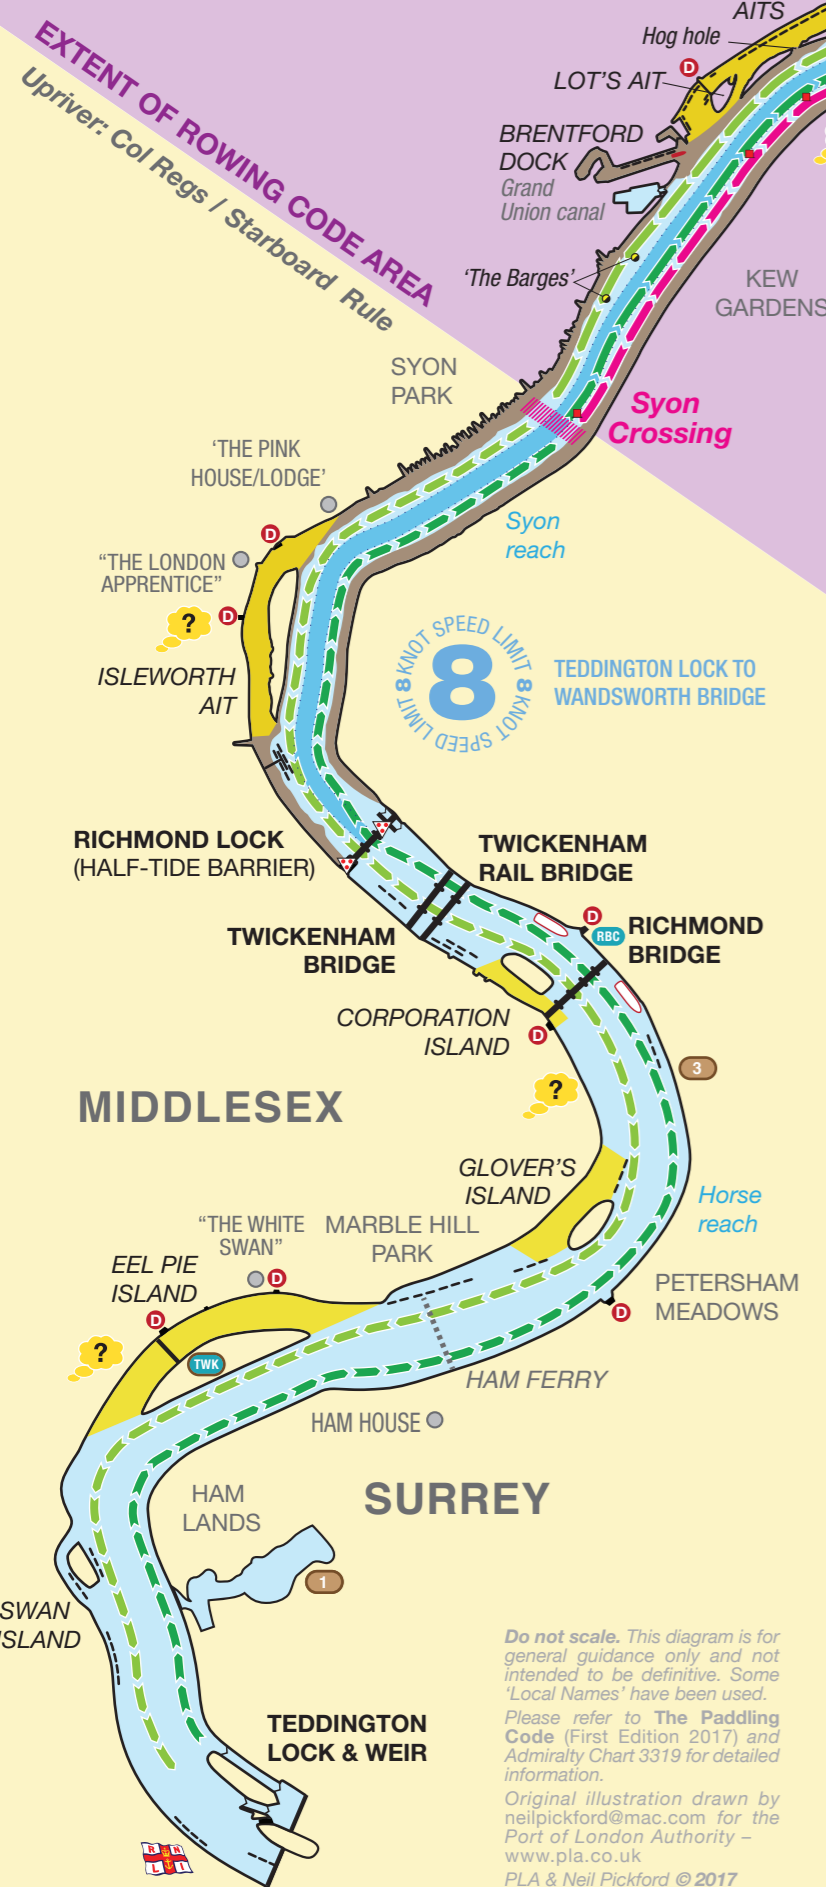 AITS
Hog hole
D
LOT'S AIT
BRENTFORD
DOCK
Grand
Union canal
EXTENT OF ROWING CODE AREA
Upriver: Col Regs / Starboard Rule
'The Barges'
KEW
GARDENS
SYON
PARK
Syon
Crossing
'THE PINK
HOUSE/LODGE'
Syon
reach
D
"THE LONDON
APPRENTICE"
D
?
ISLEWORTH
AIT
8 KNOT SPEED LIMIT
8 KNOT SPEED LIMIT
8
TEDDINGTON LOCK TO
WANDSWORTH BRIDGE
RICHMOND LOCK
(HALF-TIDE BARRIER)
TWICKENHAM
RAIL BRIDGE
D
RBC
RICHMOND
BRIDGE
TWICKENHAM
BRIDGE
CORPORATION
ISLAND
D
3
?
MIDDLESEX
GLOVER'S
ISLAND
Horse
reach
"THE WHITE
SWAN"
MARBLE HILL
PARK
EEL PIE
ISLAND
D
D
PETERSHAM
MEADOWS
D
?
TWK
HAM FERRY
HAM HOUSE
SURREY
HAM
LANDS
1
SWAN
ISLAND
TEDDINGTON
LOCK & WEIR
R N
L I
Do not scale. This diagram is for
general guidance only and not
intended to be definitive. Some
'Local Names' have been used.
Please refer to The Paddling
Code (First Edition 2017) and
Admiralty Chart 3319 for detailed
information.
Original illustration drawn by
neilpickford@mac.com for the
Port of London Authority –
www.pla.co.uk
PLA & Neil Pickford © 2017